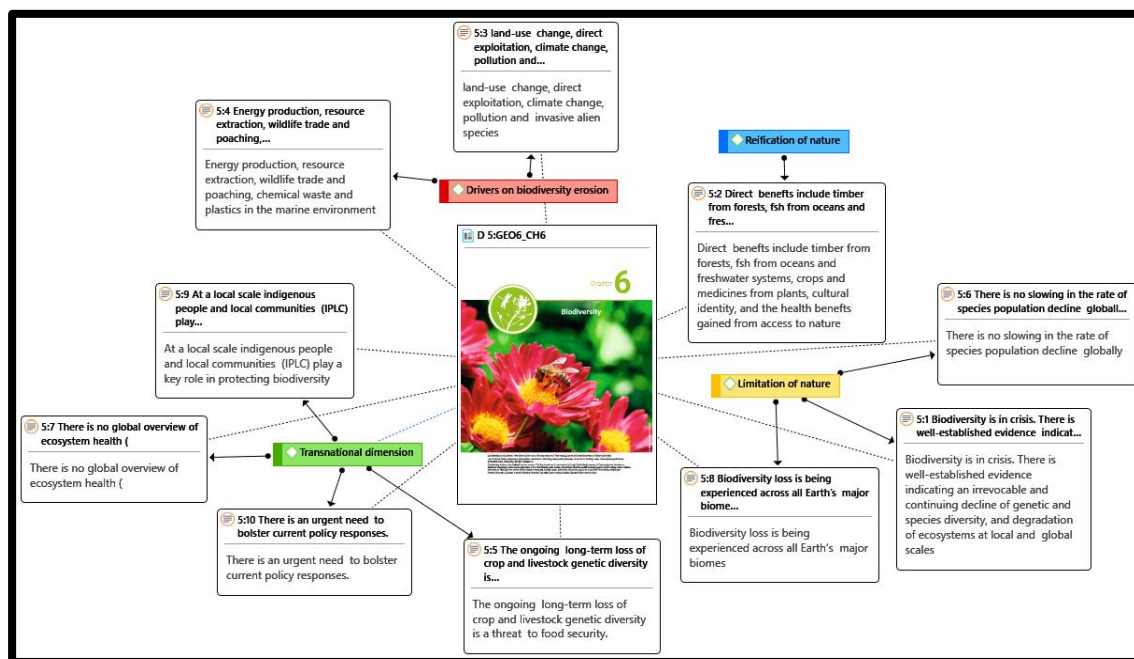 5:3 land-use change, direct
exploitation, climate change,
pollution and...
land-use change, direct
exploitation, climate change,
pollution and invasive alien
species
5:4 Energy production, resource
extraction, wildlife trade and
poaching,...
Energy production, resource
extraction, wildlife trade and
poaching, chemical waste and
plastics in the marine environment
Drivers on biodiversity erosion
Reification of nature
5:2 Direct benefits include timber
from forests, fsh from oceans and
fres...
Direct benefts include timber from
forests, fsh from oceans and
freshwater systems, crops and
medicines from plants, cultural
identity, and the health benefits
gained from access to nature
D 5:GEO6_CH6
Chapter 6
Biodiversity
5:9 At a local scale indigenous
people and local communities (IPLC)
play...
At a local scale indigenous people
and local communities (IPLC) play a
key role in protecting biodiversity
5:6 There is no slowing in the rate of
species population decline globall...
There is no slowing in the rate of
species population decline globally
Limitation of nature
5:7 There is no global overview of
ecosystem health (
There is no global overview of
ecosystem health (
Transnational dimension
5:1 Biodiversity is in crisis. There is
well-established evidence indicat...
Biodiversity is in crisis. There is
well-established evidence
indicating an irrevocable and
continuing decline of genetic and
species diversity, and degradation
of ecosystems at local and global
scales
5:8 Biodiversity loss is being
experienced across all Earth's major
biome...
Biodiversity loss is being
experienced across all Earth's major
biomes
5:10 There is an urgent need to
bolster current policy responses.
There is an urgent need to bolster
current policy responses.
5:5 The ongoing long-term loss of
crop and livestock genetic diversity
is...
The ongoing long-term loss of
crop and livestock genetic diversity
is a threat to food security.